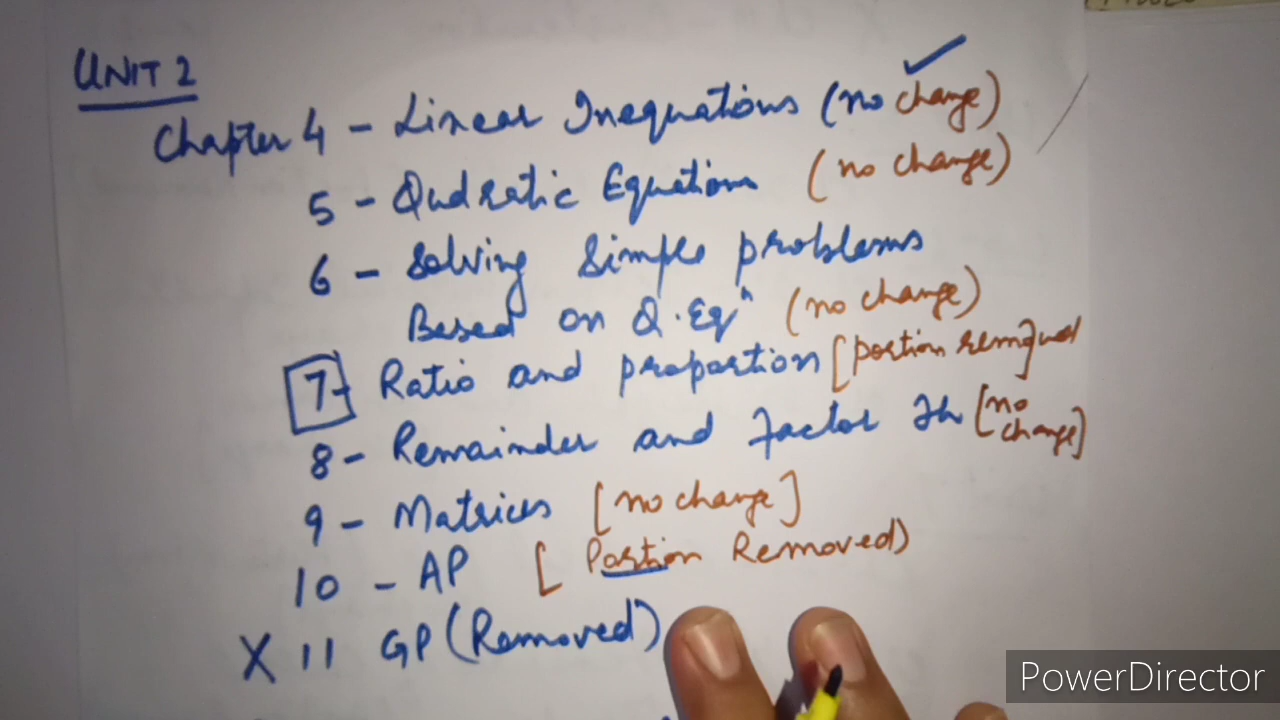 UNIT 2
Chapter 4 - Linear Inequations (no change)
5 - Qudratic Equations (no change)
6 - Solving Simple problems
Based on Q.Eqⁿ (no change)
7- Ratio and proportion [portion removed
8 - Remainder and factor Th [no change]
9 - Matrices [no change]
10 - AP [Portion Removed)
X 11 GP (Removed)
PowerDirector